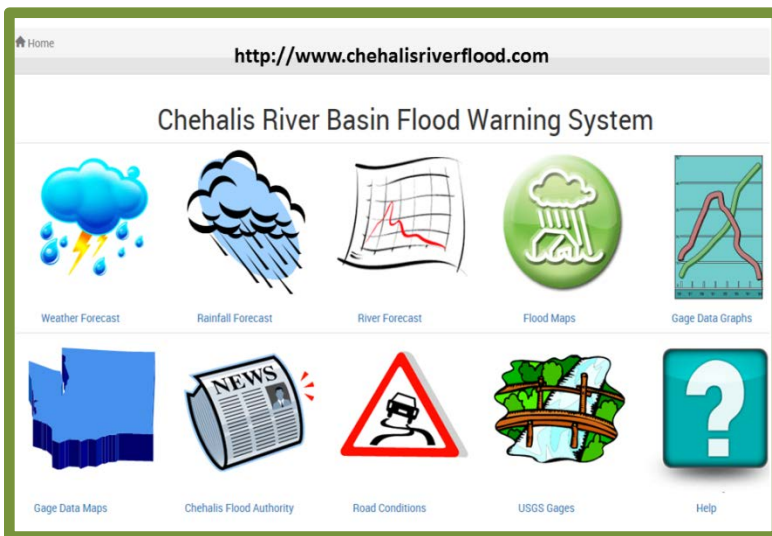 Home
http://www.chehalisriverflood.com
Chehalis River Basin Flood Warning System
Weather Forecast
Rainfall Forecast
River Forecast
Flood Maps
Gage Data Graphs
NEWS
Gage Data Maps
Chehalis Flood Authority
Road Conditions
USGS Gages
Help